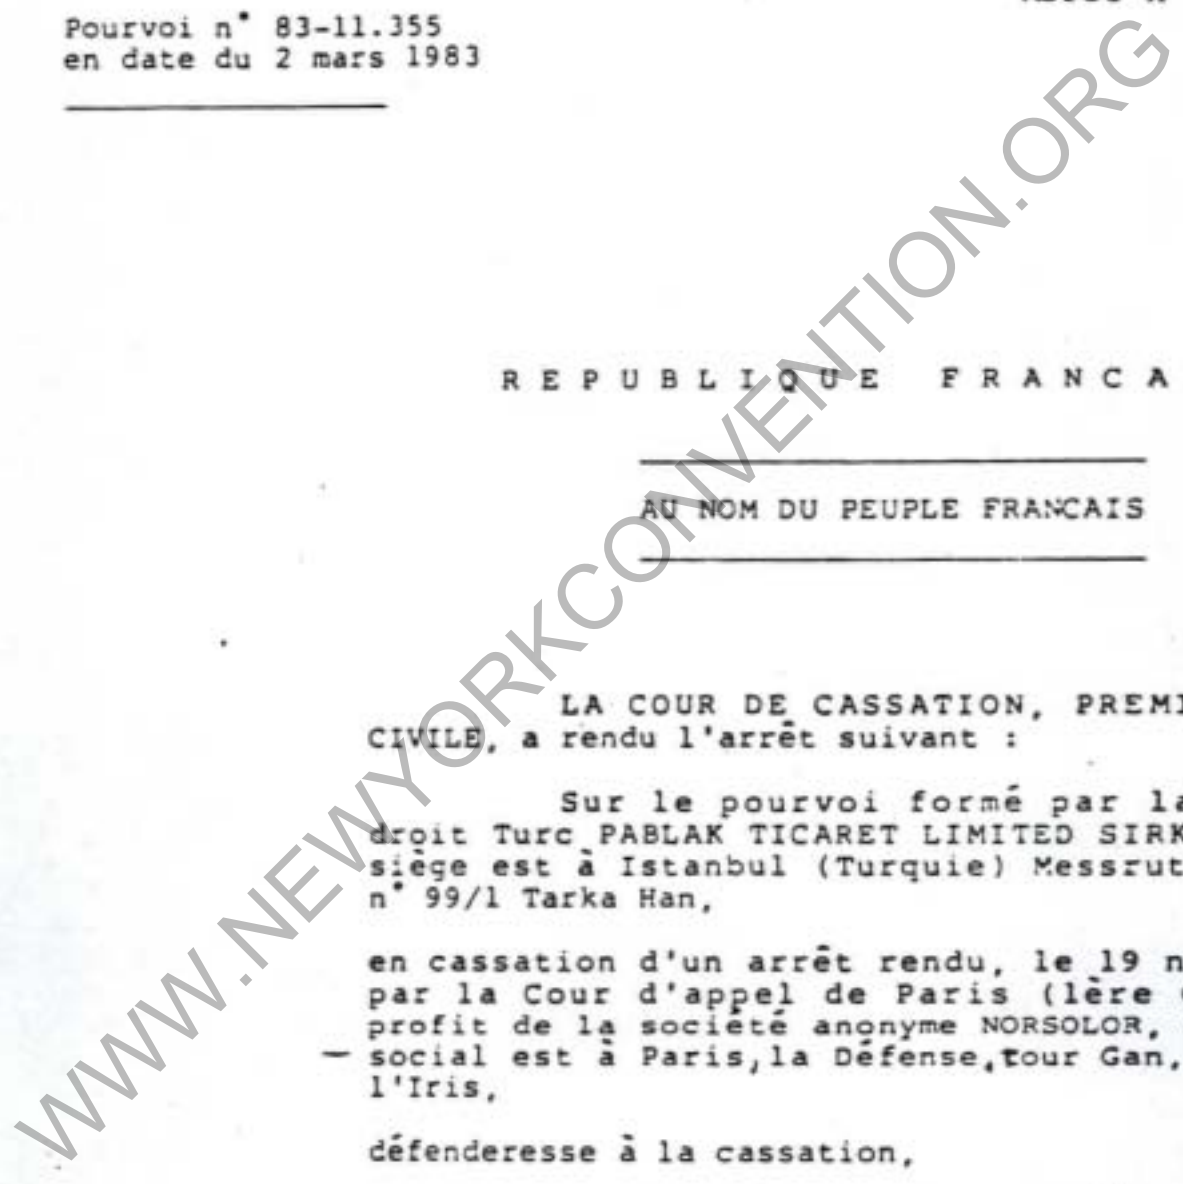 Pourvoi n° 83-11.355
en date du 2 mars 1983
R E P U B L I Q U E F R A N C A
AU NOM DU PEUPLE FRANCAIS
LA COUR DE CASSATION, PREMI
CIVILE, a rendu l'arrêt suivant :
Sur le pourvoi formé par la
droit Turc PABLAK TICARET LIMITED SIRK
siège est à Istanbul (Turquie) Messrut
n° 99/1 Tarka Han,
en cassation d'un arrêt rendu, le 19 n
par la Cour d'appel de Paris (1ère
profit de la société anonyme NORSOLOR,
— social est à Paris,la Défense,tour Gan,
l'Iris,
défenderesse à la cassation,
WWW.NEWYORKCONVENTION.ORG